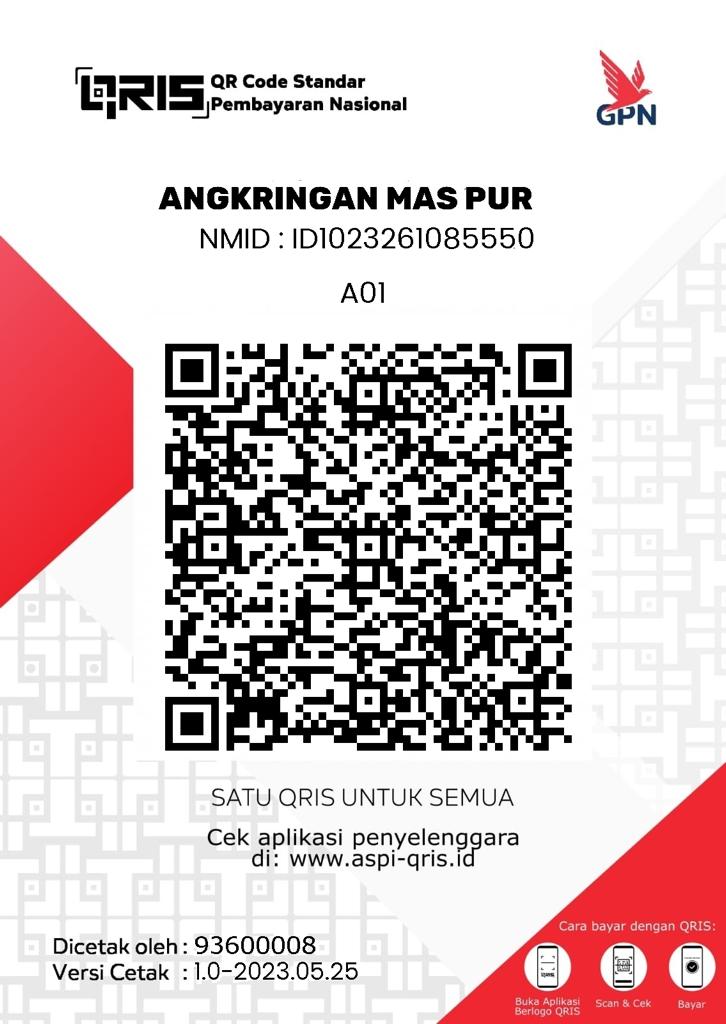 QRIS QR Code Standar
Pembayaran Nasional
GPN
ANGKRINGAN MAS PUR
NMID : ID1023261085550
A01
SATU QRIS UNTUK SEMUA
Cek aplikasi penyelenggara
di: www.aspi-qris.id
Dicetak oleh : 93600008
Versi Cetak : 1.0-2023.05.25
Cara bayar dengan QRIS:
Buka Aplikasi
Berlogo QRIS
Scan & Cek
Bayar